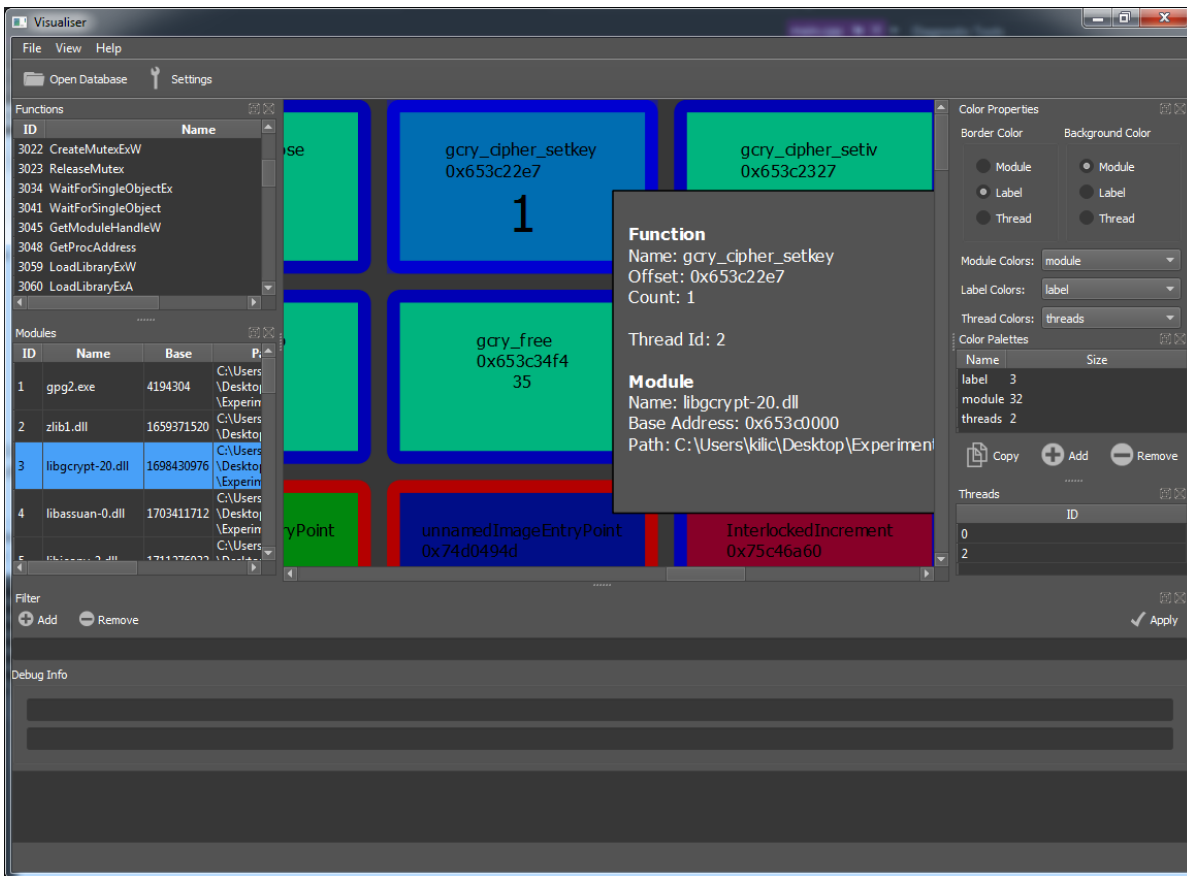 Visualiser
File View Help
Open Database Settings
Functions
ID Name
3022 CreateMutexExW
3023 ReleaseMutex
3034 WaitForSingleObjectEx
3041 WaitForSingleObject
3045 GetModuleHandleW
3048 GetProcAddress
3059 LoadLibraryExW
3060 LoadLibraryExA
Modules
ID Name Base
1 gpg2.exe 4194304 C:\Users
\Desktop
\Experim
2 zlib1.dll 1659371520 C:\Users
\Desktop
3 libgcrypt-20.dll 1698430976 C:\Users
\Desktop
\Experim
4 libassuan-0.dll 1703411712 C:\Users
\Desktop
\Experim
C:\Users
ose
gcry_cipher_setkey
0x653c22e7
1
gcry_cipher_setiv
0x653c2327
gcry_free
0x653c34f4
35
ryPoint
unnamedImageEntryPoint
0x74d0494d
InterlockedIncrement
0x75c46a60
Function
Name: gcry_cipher_setkey
Offset: 0x653c22e7
Count: 1
Thread Id: 2
Module
Name: libgcrypt-20.dll
Base Address: 0x653c0000
Path: C:\Users\kilic\Desktop\Experiment
Color Properties
Border Color Background Color
Module Module
Label Label
Thread Thread
Module Colors: module
Label Colors: label
Thread Colors: threads
Color Palettes
Name Size
label 3
module 32
threads 2
Copy Add Remove
Threads
ID
0
2
Filter
Add Remove Apply
Debug Info